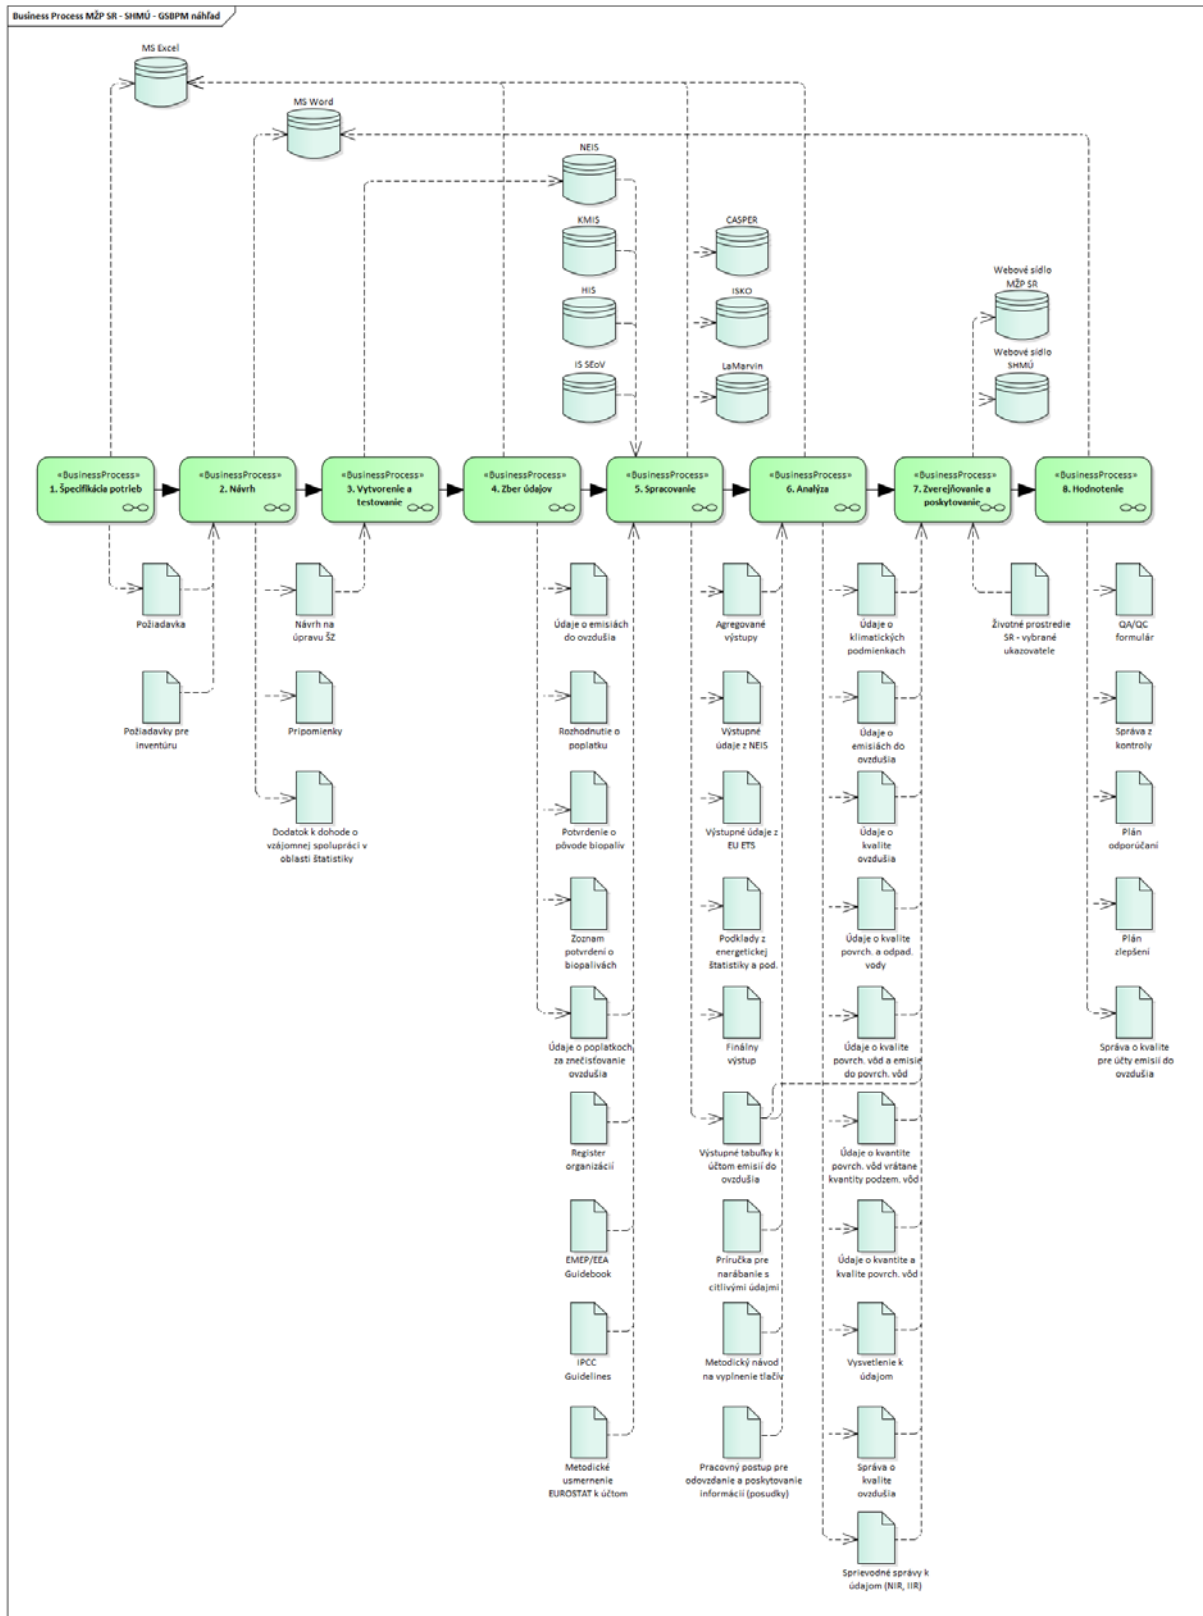 Business Process MŽP SR - SHMÚ - GSBPM náhľad
MS Excel
MS Word
NEIS
KMIS
CASPER
HIS
ISKO
IS SEoV
LaMarvin
Webové sídlo
MŽP SR
Webové sídlo
SHMÚ
«BusinessProcess»
1. Špecifikácia potrieb
«BusinessProcess»
2. Návrh
«BusinessProcess»
3. Vytvorenie a
testovanie
«BusinessProcess»
4. Zber údajov
«BusinessProcess»
5. Spracovanie
«BusinessProcess»
6. Analýza
«BusinessProcess»
7. Zverejňovanie a
poskytovanie
«BusinessProcess»
8. Hodnotenie
Požiadavka
Požiadavky pre
inventúru
Návrh na
úpravu ŠZ
Pripomienky
Dodatok k dohode o
vzájomnej spolupráci v
oblasti štatistiky
Údaje o emisiách
do ovzdušia
Rozhodnutie o
poplatku
Potvrdenie o
pôvode biopalív
Zoznam
potvrdení o
biopalivách
Údaje o poplatkoch
za znečisťovanie
ovzdušia
Register
organizácií
EMEP/EEA
Guidebook
IPCC
Guidelines
Metodické
usmernenie
EUROSTAT k účtom
Agregované
výstupy
Výstupné
údaje z NEIS
Výstupné údaje z
EU ETS
Podklady z
energetickej
štatistiky a pod.
Finálny
výstup
Výstupné tabuľky k
účtom emisií do
ovzdušia
Príručka pre
narábanie s
citlivými údajmi
Metodický návod
na vyplnenie tlačív
Pracovný postup pre
odovzdanie a poskytovanie
informácií (posudky)
Údaje o
klimatických
podmienkach
Údaje o
emisiách do
ovzdušia
Údaje o
kvalite
ovzdušia
Údaje o kvalite
povrch. a odpad.
vody
Údaje o kvalite
povrch. vôd a emisie
do povrch. vôd
Údaje o kvantite
povrch. vôd vrátane
kvantity podzem. vôd
Údaje o kvantite a
kvalite povrch. vôd
Vysvetlenie k
údajom
Správa o
kvalite
ovzdušia
Sprievodné správy k
údajom (NIR, IIR)
Životné prostredie
SR - vybrané
ukazovatele
QA/QC
formulár
Správa z
kontroly
Plán
odporúčaní
Plán
zlepšení
Správa o kvalite
pre účty emisií do
ovzdušia